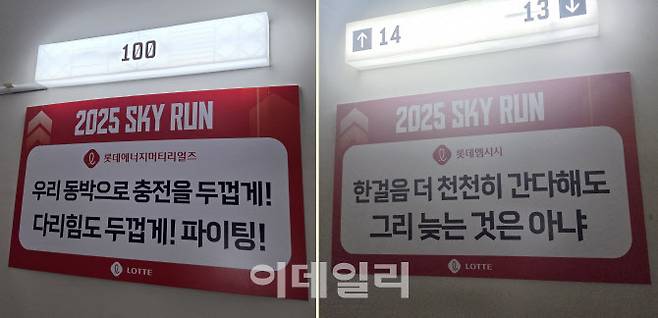 100
2025 SKY RUN
롯데에너지머티리얼즈
우리 동박으로 충전을 두껍게!
다리힘도 두껍게! 파이팅!
LOTTE
↑ 14
13 ↓
2025 SKY RUN
롯데엠시시
한걸음 더 천천히 간다해도
그리 늦는 것은 아냐
LOTTE
이데일리